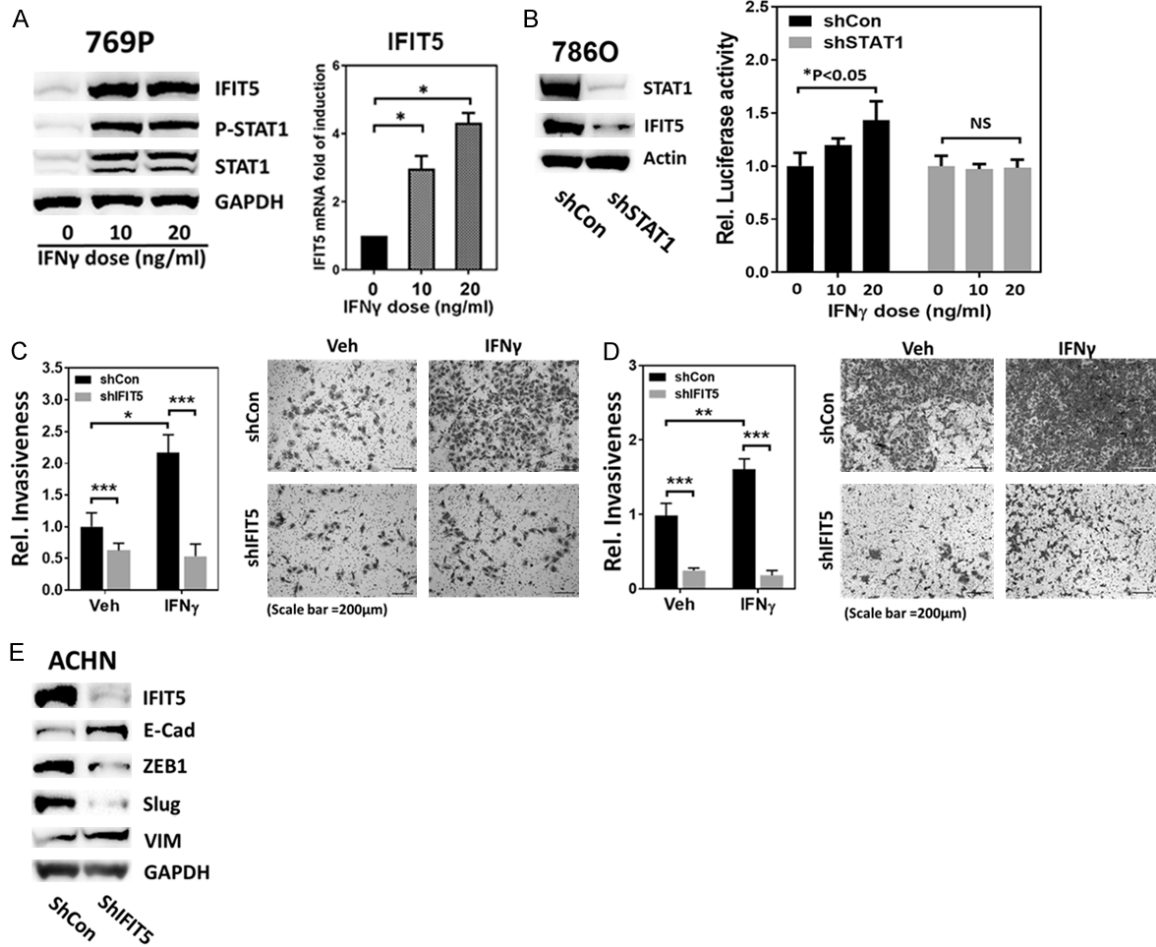 A
769P
IFIT5
P-STAT1
STAT1
GAPDH
0 10 20
IFNγ dose (ng/ml)
IFIT5
IFIT5 mRNA fold of induction
6
4
2
0
*
*
0 10 20
IFNγ dose (ng/ml)
B
786O
STAT1
IFIT5
Actin
shCon
shSTAT1
Rel. Luciferase activity
2.5
2.0
1.5
1.0
0.5
0.0
shCon
shSTAT1
*P<0.05
NS
0 10 20 0 10 20
IFNγ dose (ng/ml)
C
Rel. Invasiveness
3.5
3.0
2.5
2.0
1.5
1.0
0.5
0.0
shCon
shIFIT5
*
***
***
Veh IFNγ
Veh IFNγ
shCon
shIFIT5
(Scale bar =200μm)
D
Rel. Invasiveness
3
2
1
0
shCon
shIFIT5
**
***
***
Veh IFNγ
Veh IFNγ
shCon
shIFIT5
(Scale bar =200μm)
E
ACHN
IFIT5
E-Cad
ZEB1
Slug
VIM
GAPDH
ShCon
ShIFIT5